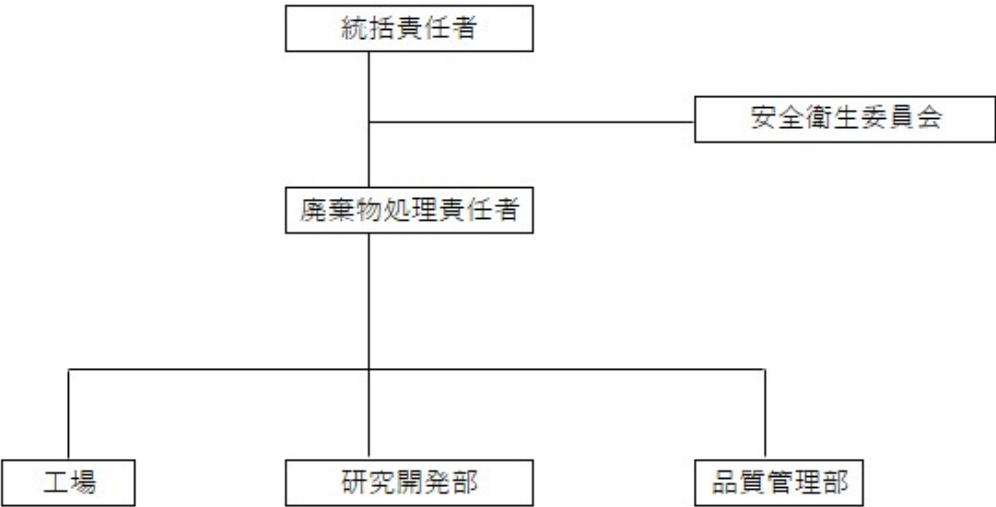 統括責任者
安全衛生委員会
廃棄物処理責任者
工場
研究開発部
品質管理部